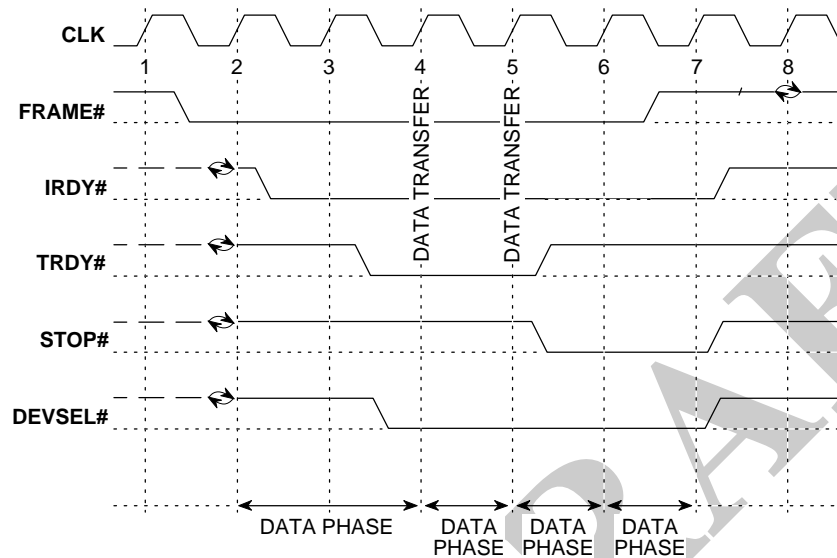 CLK
1 2 3 4 5 6 7 8
FRAME#
IRDY#
TRDY#
STOP#
DEVSEL#
DATA TRANSFER
DATA TRANSFER
DATA PHASE
DATA
PHASE
DATA
PHASE
DATA
PHASE